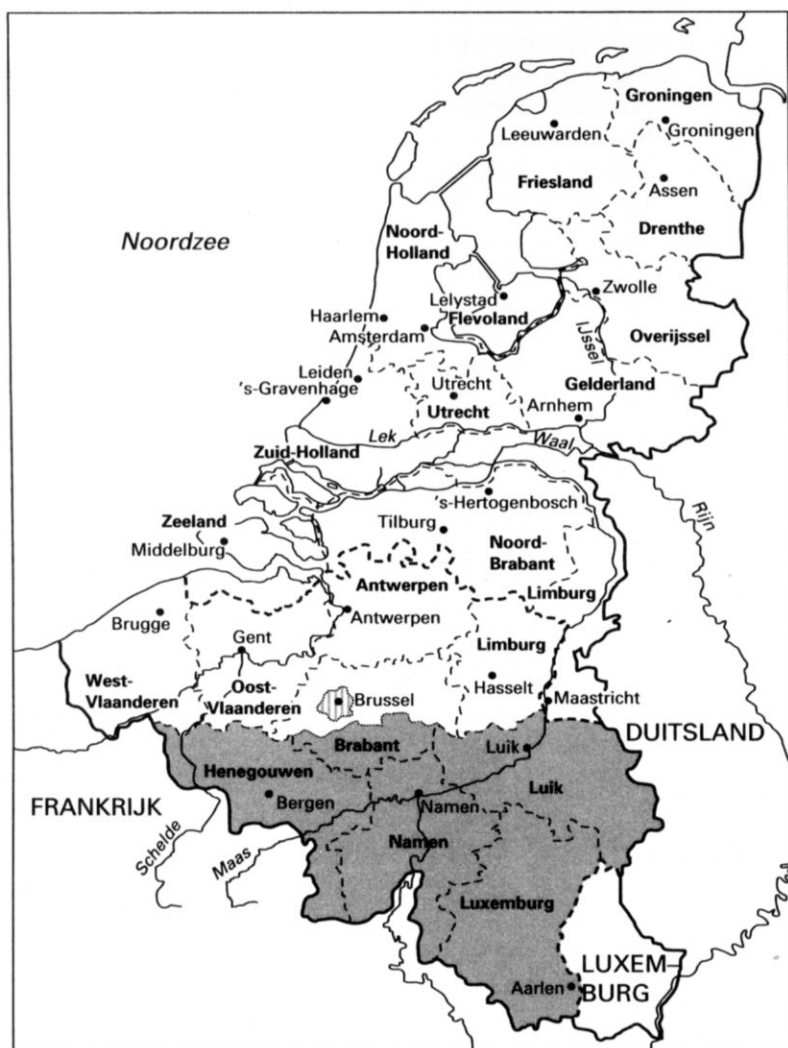 Groningen
Leeuwarden
Groningen
Friesland
Assen
Noordzee
Noord-
Holland
Drenthe
Zwolle
Lelystad
Flevoland
Haarlem
Amsterdam
IJssel
Overijssel
Leiden
's-Gravenhage
Utrecht
Utrecht
Gelderland
Arnhem
Lek
Waal
Zuid-Holland
's-Hertogenbosch
Rijn
Zeeland
Middelburg
Tilburg
Noord-
Brabant
Antwerpen
Limburg
Brugge
Antwerpen
Gent
Limburg
Hasselt
West-
Vlaanderen
Oost-
Vlaanderen
Brussel
Maastricht
DUITSLAND
Brabant
Luik
Henegouwen
Luik
FRANKRIJK
Bergen
Namen
Schelde
Maas
Namen
Luxemburg
LUXEM-
BURG
Aarlen